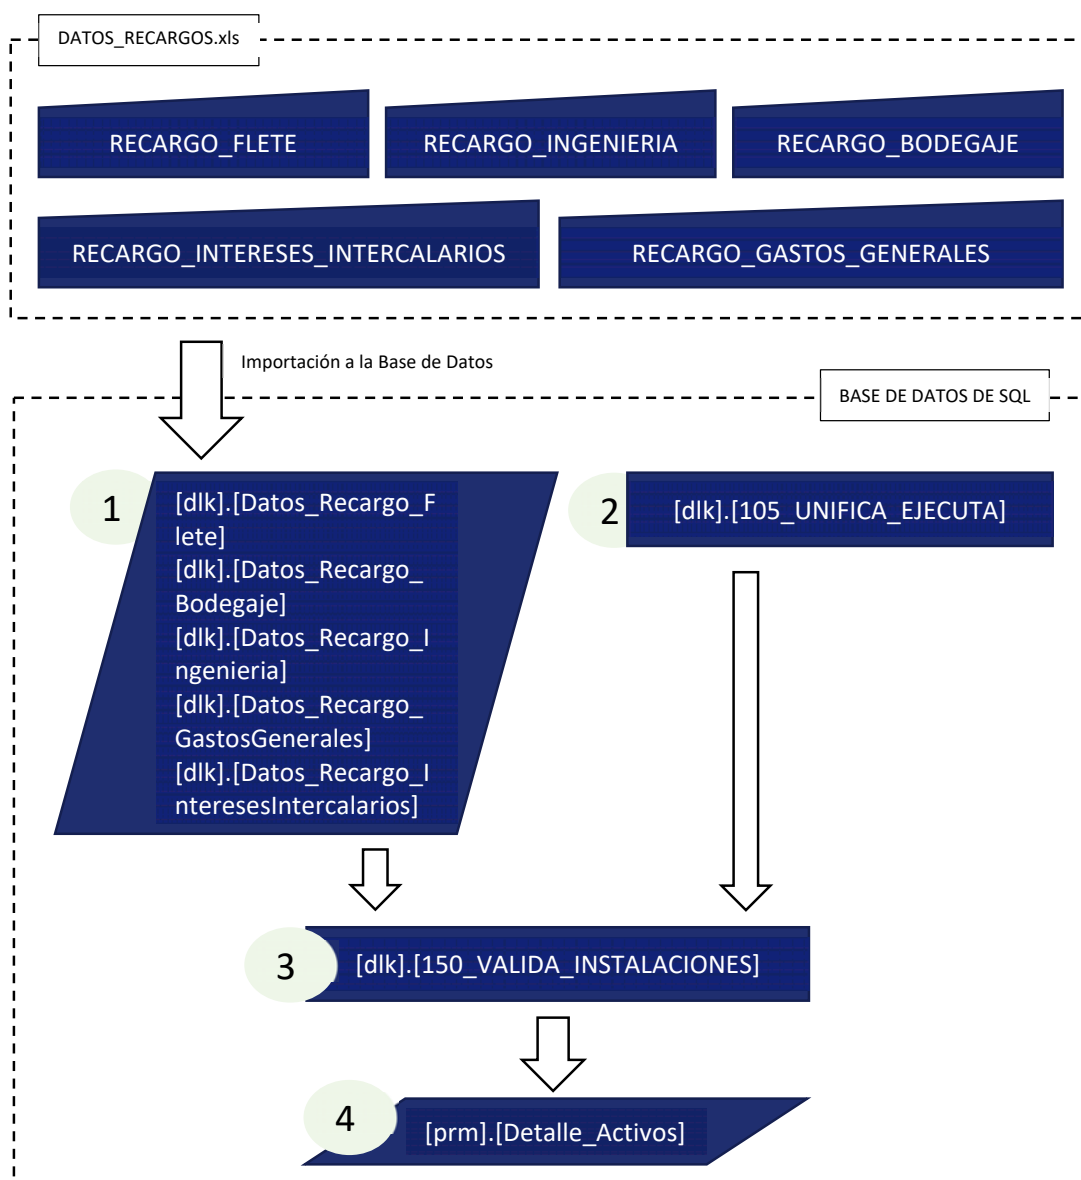 DATOS_RECARGOS.xls
RECARGO_FLETE
RECARGO_INGENIERIA
RECARGO_BODEGAJE
RECARGO_INTERESES_INTERCALARIOS
RECARGO_GASTOS_GENERALES
Importación a la Base de Datos
BASE DE DATOS DE SQL
1
[dlk].[Datos_Recargo_F
lete]
[dlk].[Datos_Recargo_
Bodegaje]
[dlk].[Datos_Recargo_I
ngenieria]
[dlk].[Datos_Recargo_
GastosGenerales]
[dlk].[Datos_Recargo_I
nteresesIntercalarios]
2
[dlk].[105_UNIFICA_EJECUTA]
3
[dlk].[150_VALIDA_INSTALACIONES]
4
[prm].[Detalle_Activos]